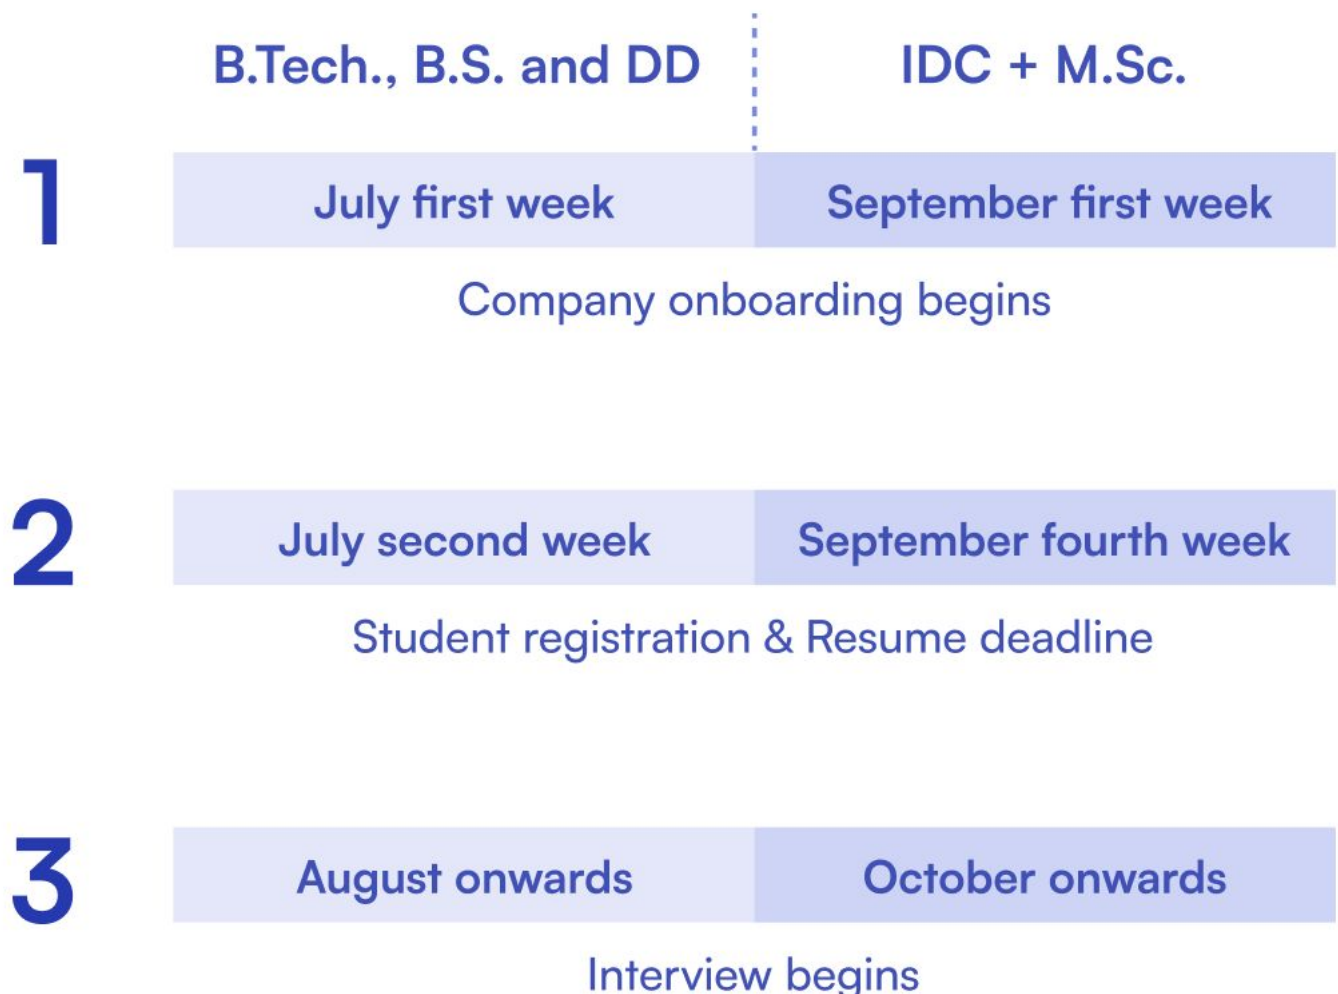 B.Tech., B.S. and DD
IDC + M.Sc.
1
July first week
September first week
Company onboarding begins
2
July second week
September fourth week
Student registration & Resume deadline
3
August onwards
October onwards
Interview begins